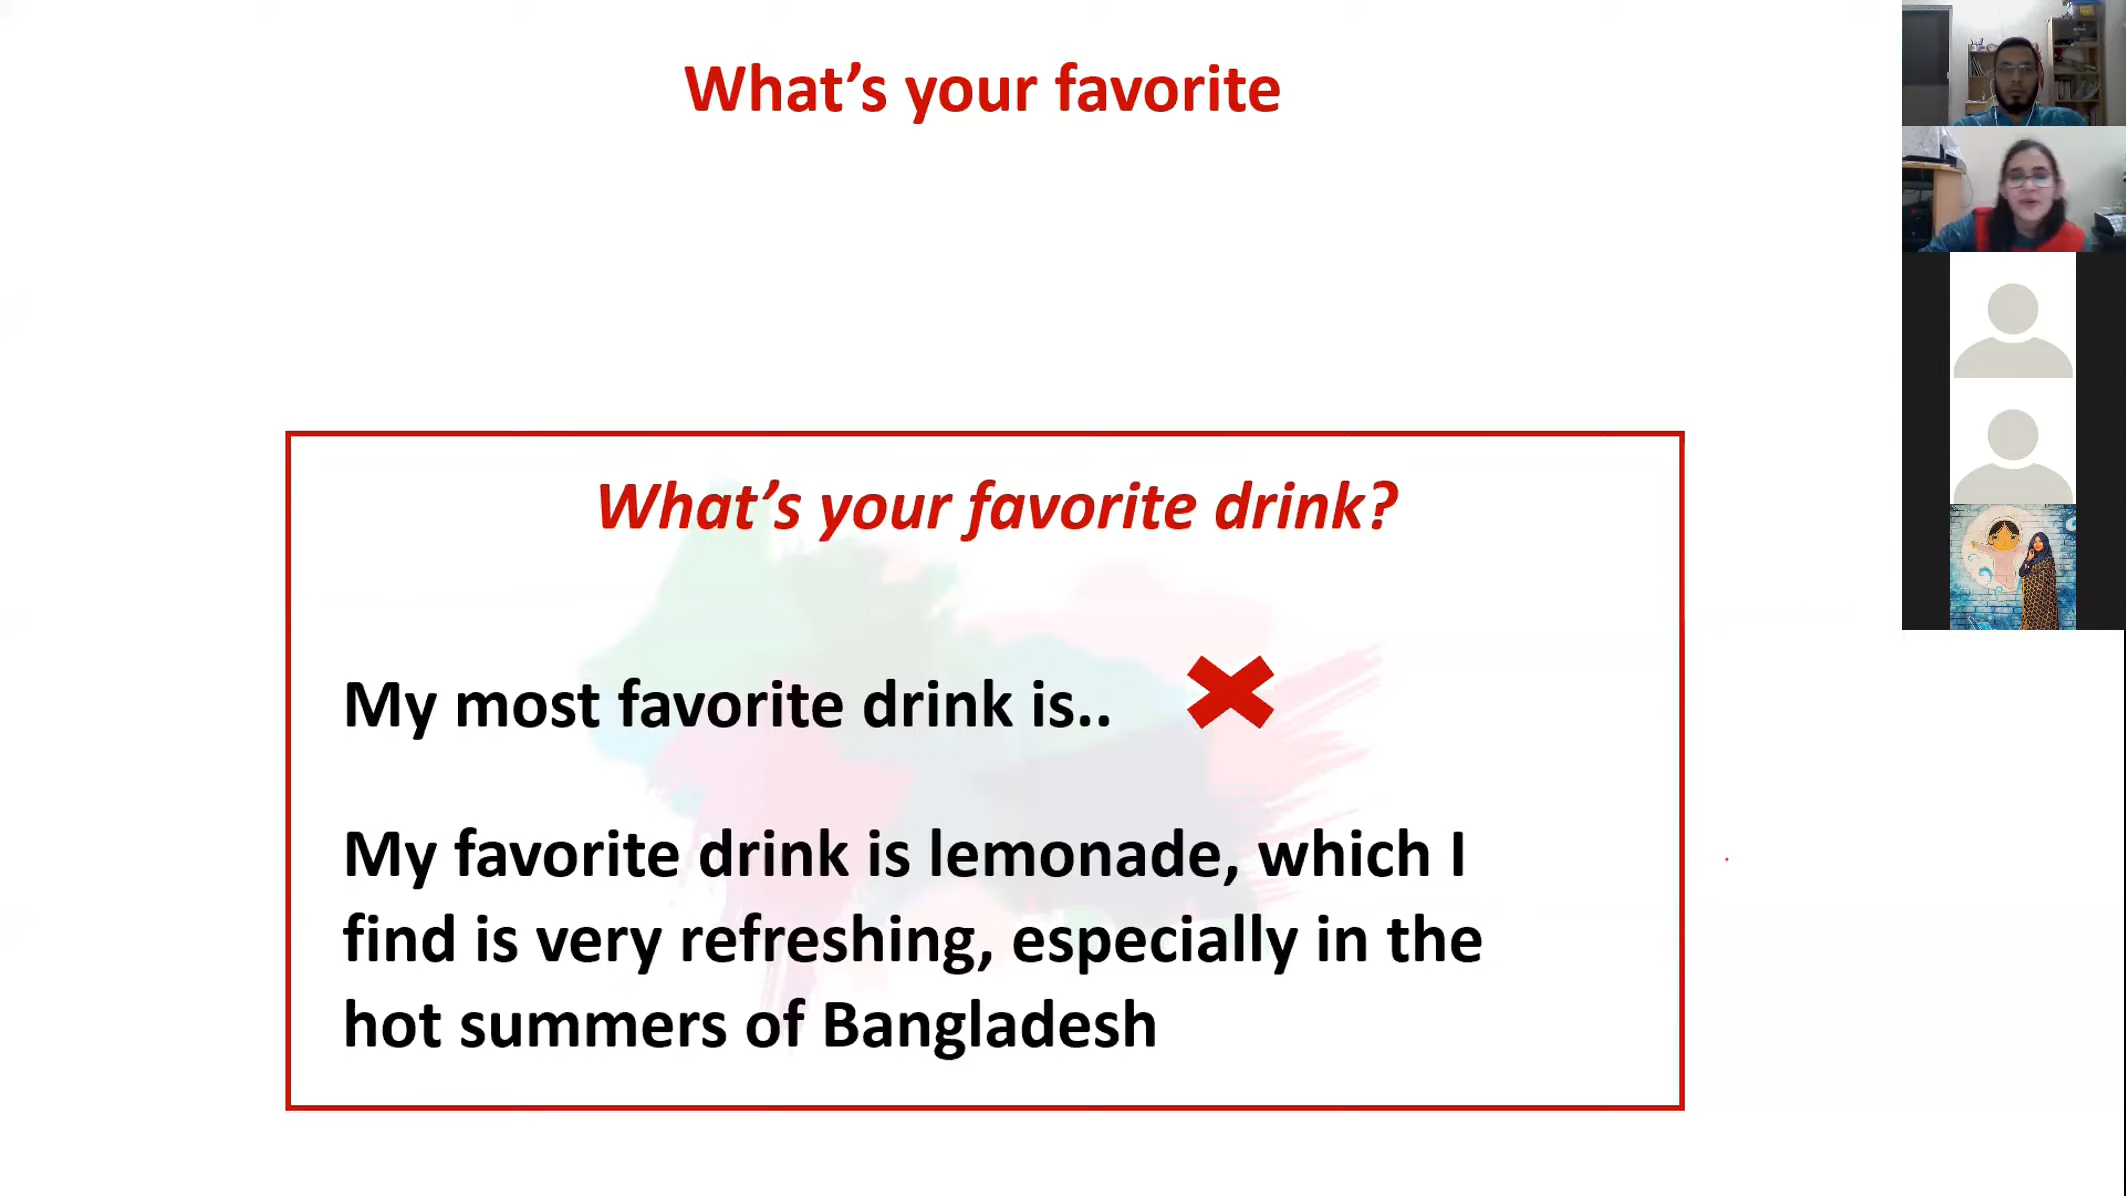 What’s your favorite
What’s your favorite drink?
My most favorite drink is..
My favorite drink is lemonade, which I
find is very refreshing, especially in the
hot summers of Bangladesh